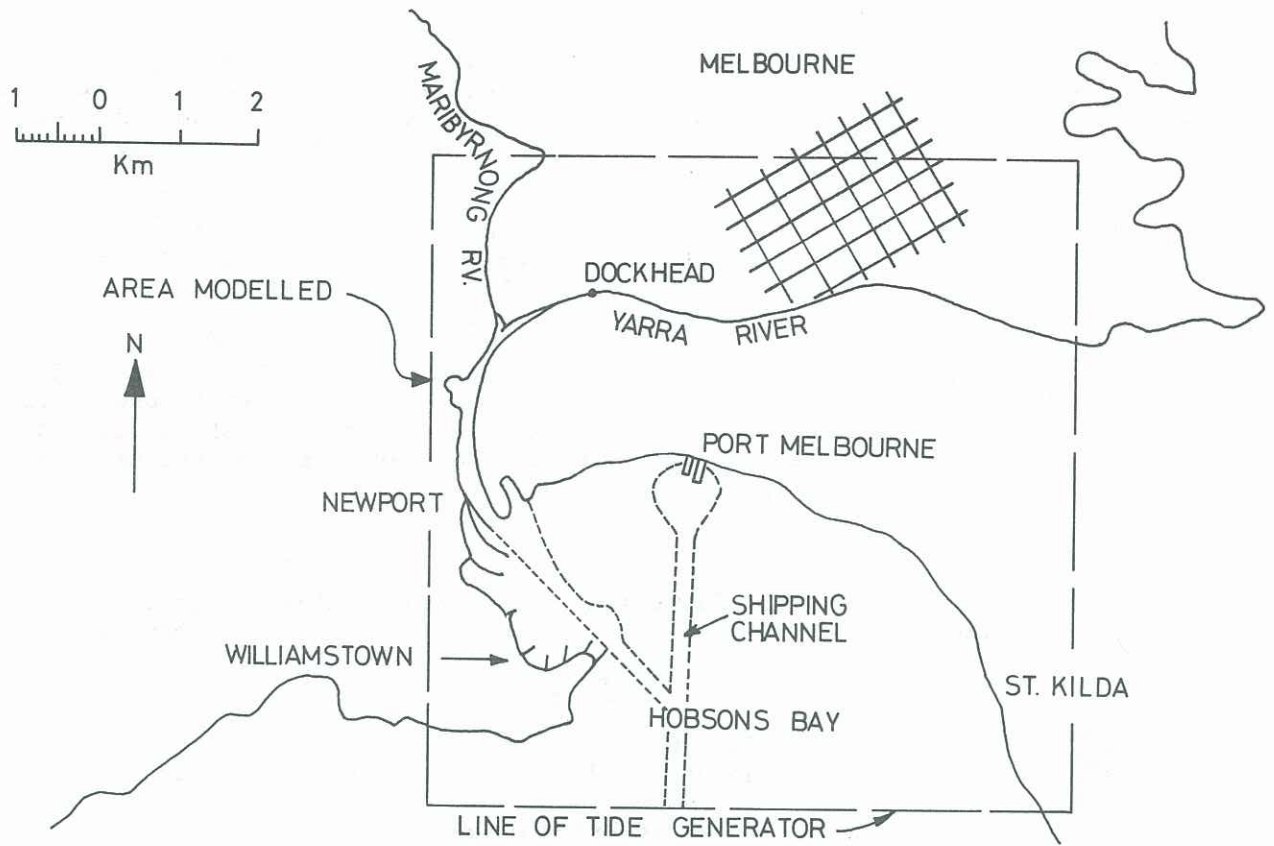 MELBOURNE
1 0 1 2
Km
MARIBYRNONG RV.
DOCKHEAD
YARRA RIVER
AREA MODELLED
N
PORT MELBOURNE
NEWPORT
SHIPPING
CHANNEL
WILLIAMSTOWN
ST. KILDA
HOBSONS BAY
LINE OF TIDE GENERATOR